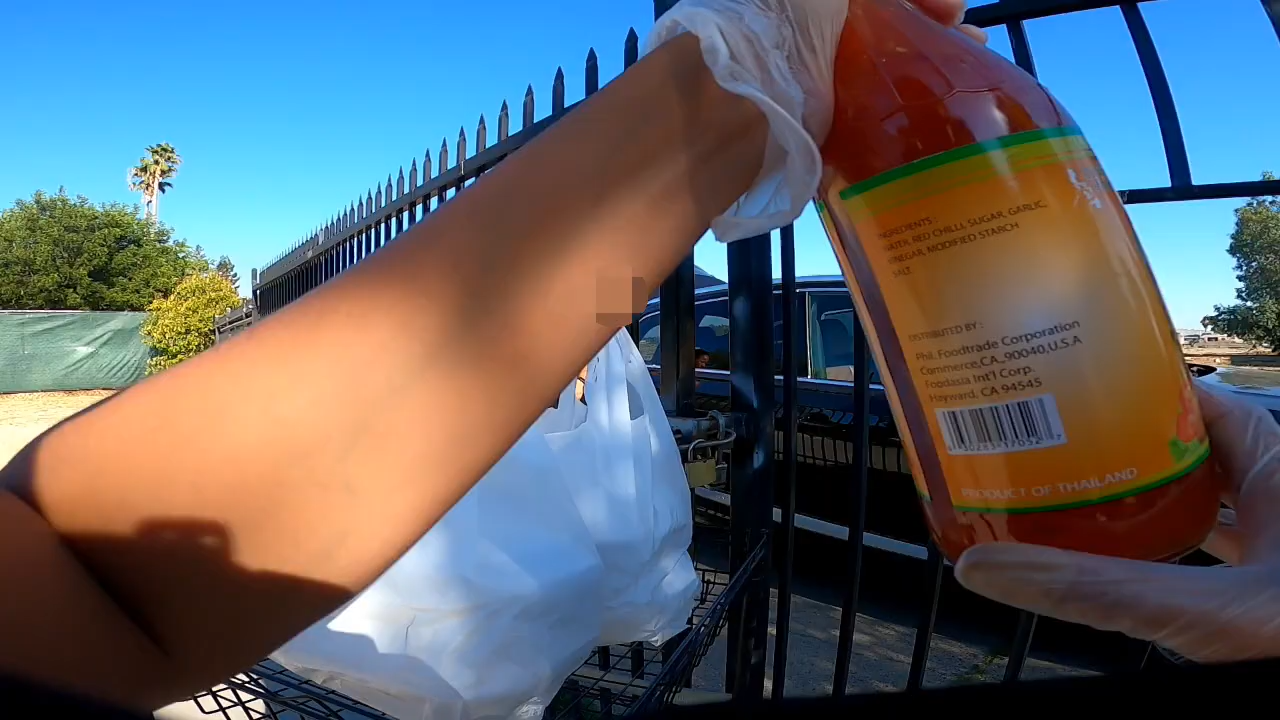 INGREDIENTS :
RED CHILLI, SUGAR, GARLIC,
VINEGAR, MODIFIED STARCH
SALT.
DISTRIBUTED BY :
Phil. Foodtrade Corporation
Commerce,CA. 90040,U.S.A
Foodasia Int'l Corp.
Hayward, CA 94545
PRODUCT OF THAILAND